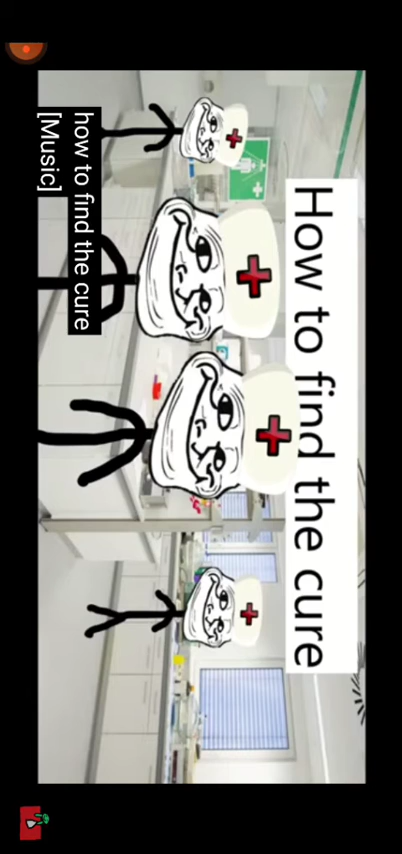 How to find the cure
how to find the cure
[Music]